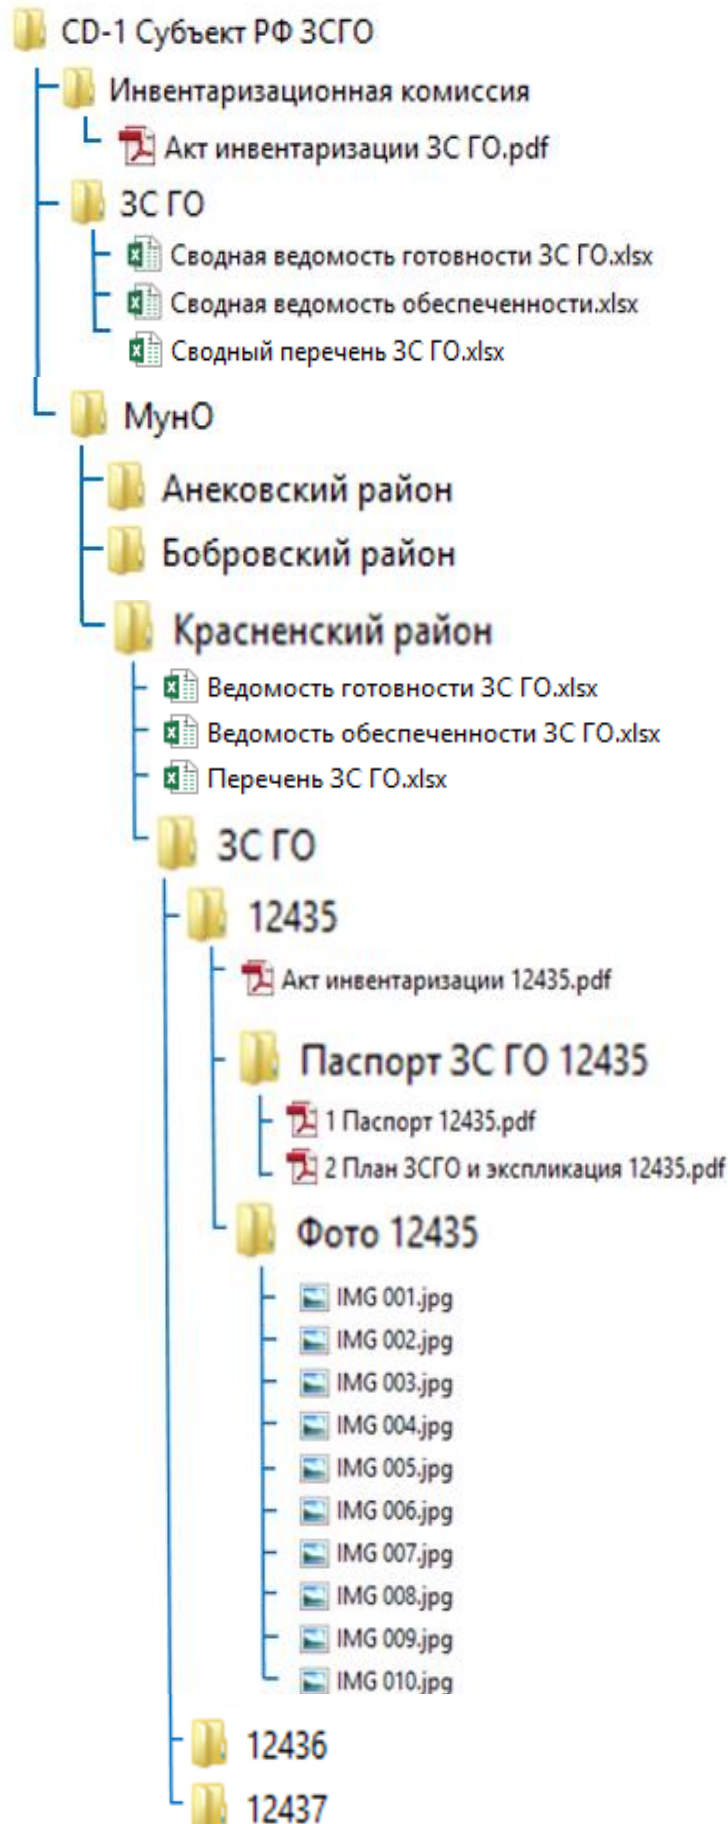 CD-1 Субъект РФ ЗСГО
Инвентаризационная комиссия
Акт инвентаризации ЗС ГО.pdf
ЗС ГО
Сводная ведомость готовности ЗС ГО.xlsx
Сводная ведомость обеспеченности.xlsx
Сводный перечень ЗС ГО.xlsx
МунО
Анековский район
Бобровский район
Красненский район
Ведомость готовности ЗС ГО.xlsx
Ведомость обеспеченности ЗС ГО.xlsx
Перечень ЗС ГО.xlsx
ЗС ГО
12435
Акт инвентаризации 12435.pdf
Паспорт ЗС ГО 12435
1 Паспорт 12435.pdf
2 План ЗСГО и экспликация 12435.pdf
Фото 12435
IMG 001.jpg
IMG 002.jpg
IMG 003.jpg
IMG 004.jpg
IMG 005.jpg
IMG 006.jpg
IMG 007.jpg
IMG 008.jpg
IMG 009.jpg
IMG 010.jpg
12436
12437